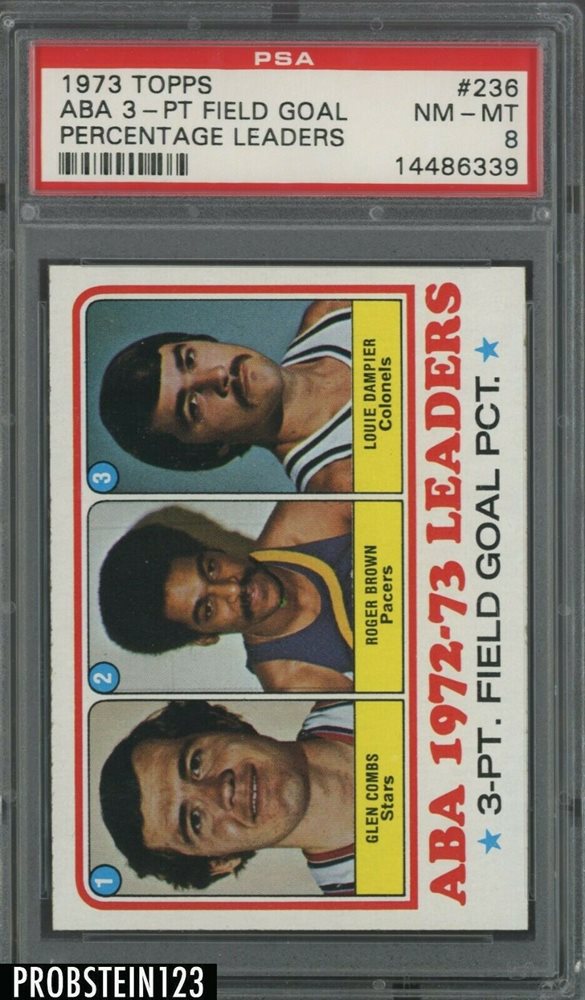 PSA
1973 TOPPS #236
ABA 3-PT FIELD GOAL NM-MT
PERCENTAGE LEADERS 8
14486339
1
GLEN COMBS
Stars
2
ROGER BROWN
Pacers
3
LOUIE DAMPIER
Colonels
ABA 1972-73 LEADERS
★ 3-PT. FIELD GOAL PCT. ★
PROBSTEIN123